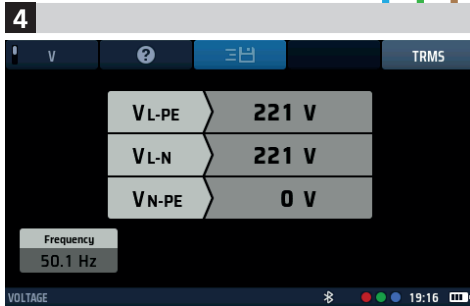 4
V ? TRMS
VL-PE 221 V
VL-N 221 V
VN-PE 0 V
Frequency
50.1 Hz
VOLTAGE 19:16